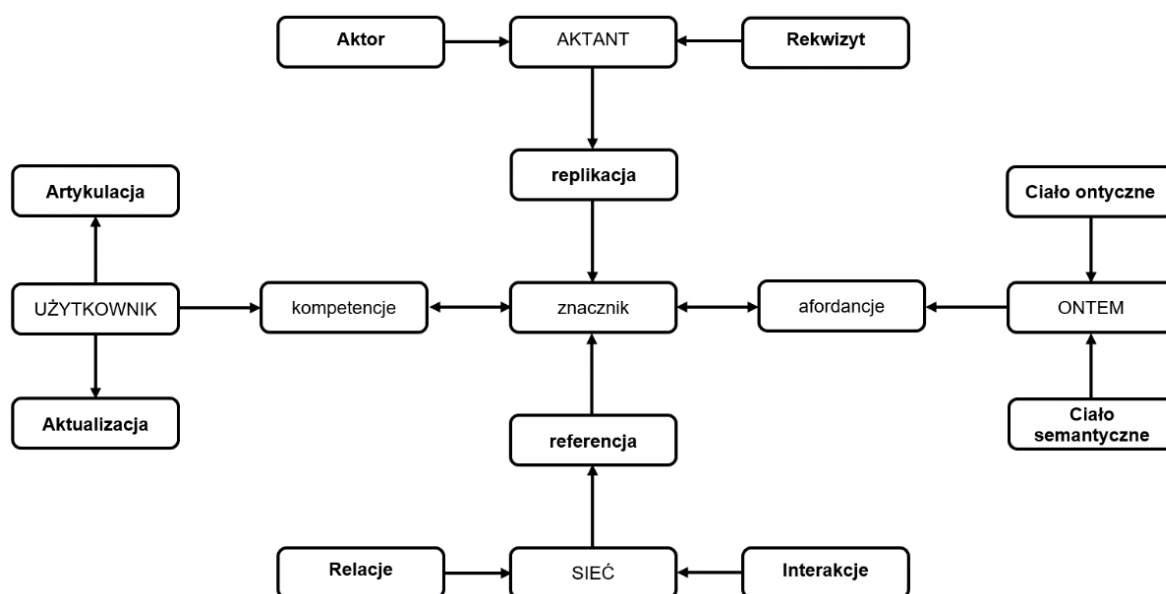 Aktor
AKTANT
Rekwizyt
replikacja
Artykulacja
Ciało ontyczne
UŻYTKOWNIK
kompetencje
znacznik
afordancje
ONTEM
Aktualizacja
referencja
Ciało
semantyczne
Relacje
SIEĆ
Interakcje